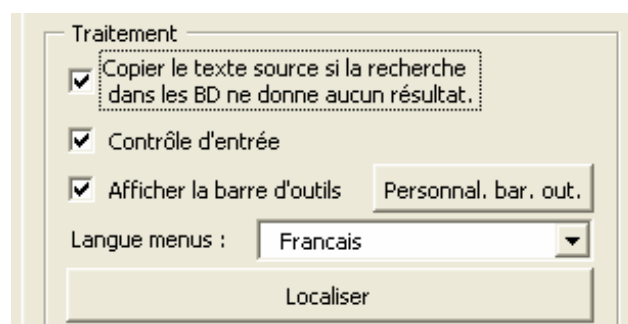 Traitement
Copier le texte source si la recherche
dans les BD ne donne aucun résultat.
Contrôle d'entrée
Afficher la barre d'outils Personnal. bar. out.
Langue menus : Francais
Localiser